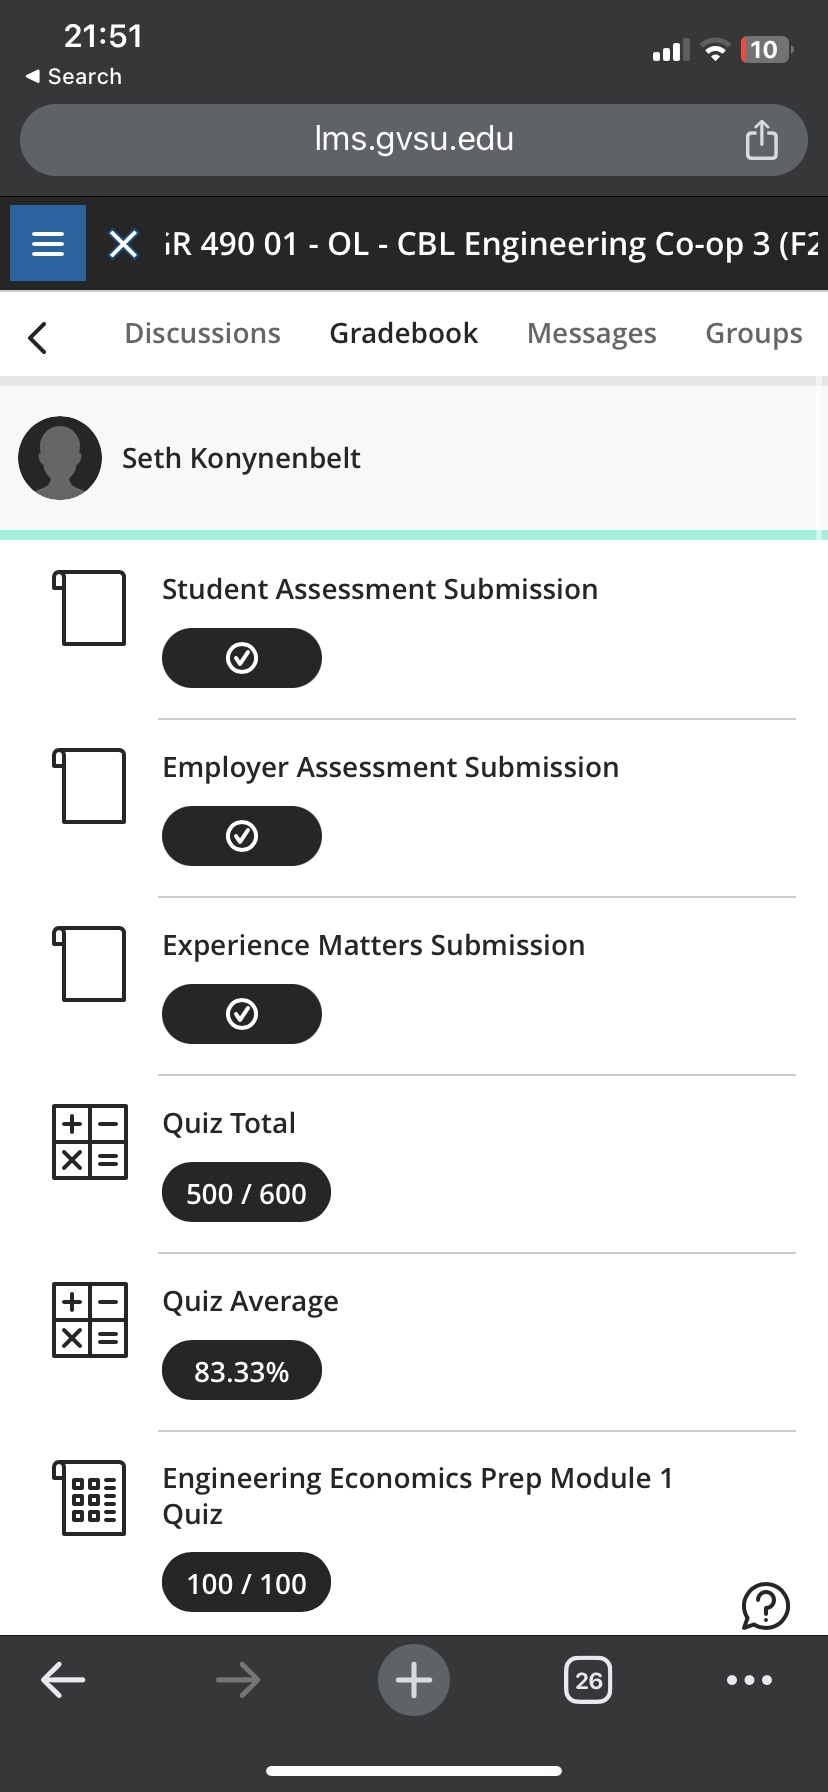 21:51
10
Search
lms.gvsu.edu
GR 490 01 - OL - CBL Engineering Co-op 3 (F2
Discussions Gradebook Messages Groups
Seth Konynenbelt
Student Assessment Submission
Employer Assessment Submission
Experience Matters Submission
Quiz Total
500 / 600
Quiz Average
83.33%
Engineering Economics Prep Module 1
Quiz
100 / 100
26